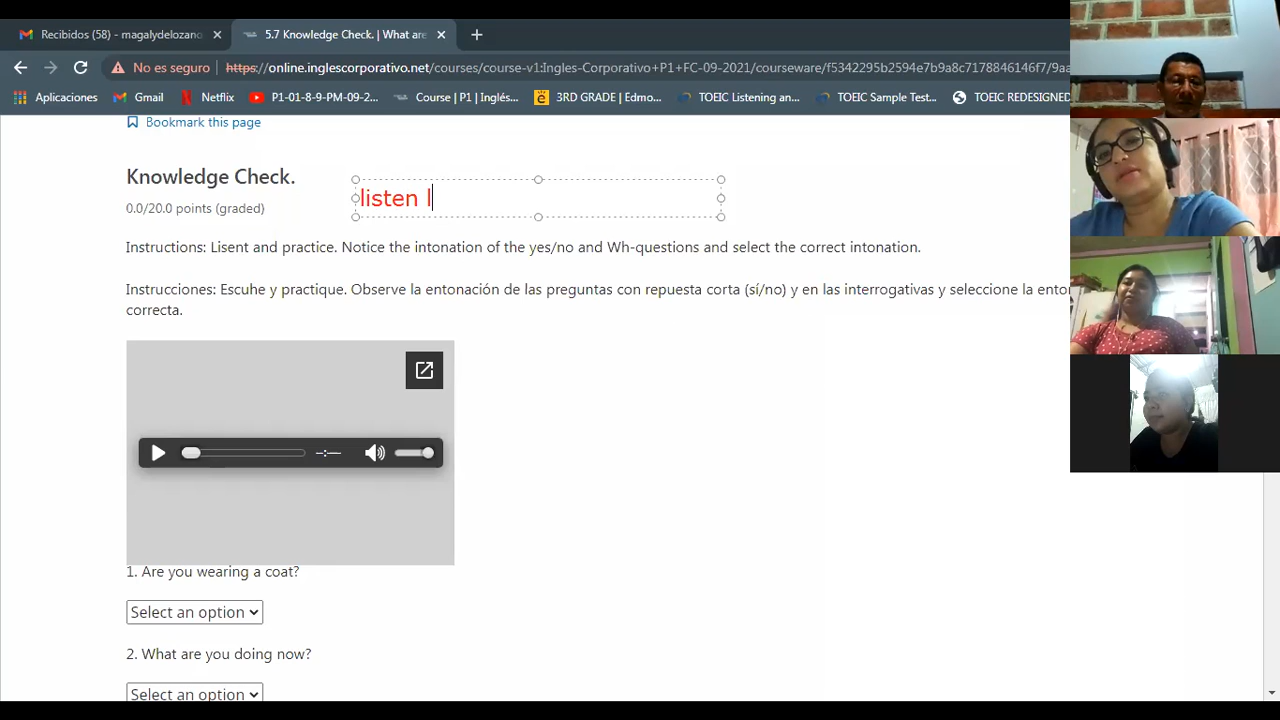 Recibidos (58) - magalydelozano
5.7 Knowledge Check. | What are
No es seguro
https://online.inglescorporativo.net/courses/course-v1:Ingles-Corporativo+P1+FC-09-2021/courseware/f5342295b2594e7b9a8c7178846146f7/9aa
Aplicaciones
Gmail
Netflix
P1-01-8-9-PM-09-2...
Course | P1 | Inglés...
3RD GRADE | Edmo...
TOEIC Listening an...
TOEIC Sample Test...
TOEIC REDESIGNED
Bookmark this page
Knowledge Check.
listen l
0.0/20.0 points (graded)
Instructions: Lisent and practice. Notice the intonation of the yes/no and Wh-questions and select the correct intonation.
Instrucciones: Escuhe y practique. Observe la entonación de las preguntas con repuesta corta (sí/no) y en las interrogativas y seleccione la ento
correcta.
-:--
1. Are you wearing a coat?
Select an option
2. What are you doing now?
Select an option